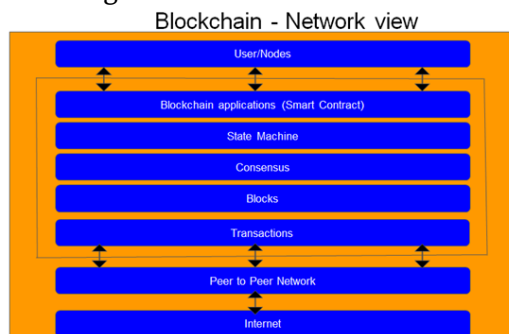 Blockchain - Network view
User/Nodes
Blockchain applications (Smart Contract)
State Machine
Consensus
Blocks
Transactions
Peer to Peer Network
Internet